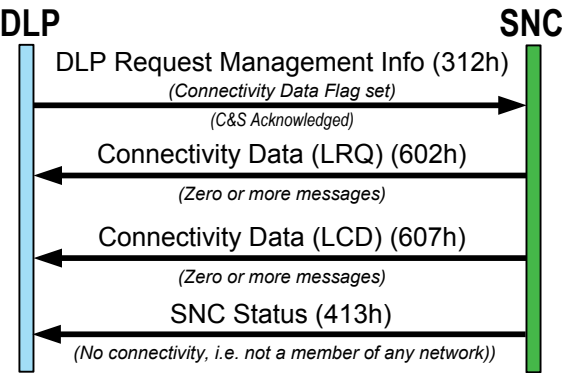 DLP
SNC
DLP Request Management Info (312h)
(Connectivity Data Flag set)
(C&S Acknowledged)
Connectivity Data (LRQ) (602h)
(Zero or more messages)
Connectivity Data (LCD) (607h)
(Zero or more messages)
SNC Status (413h)
(No connectivity, i.e. not a member of any network))